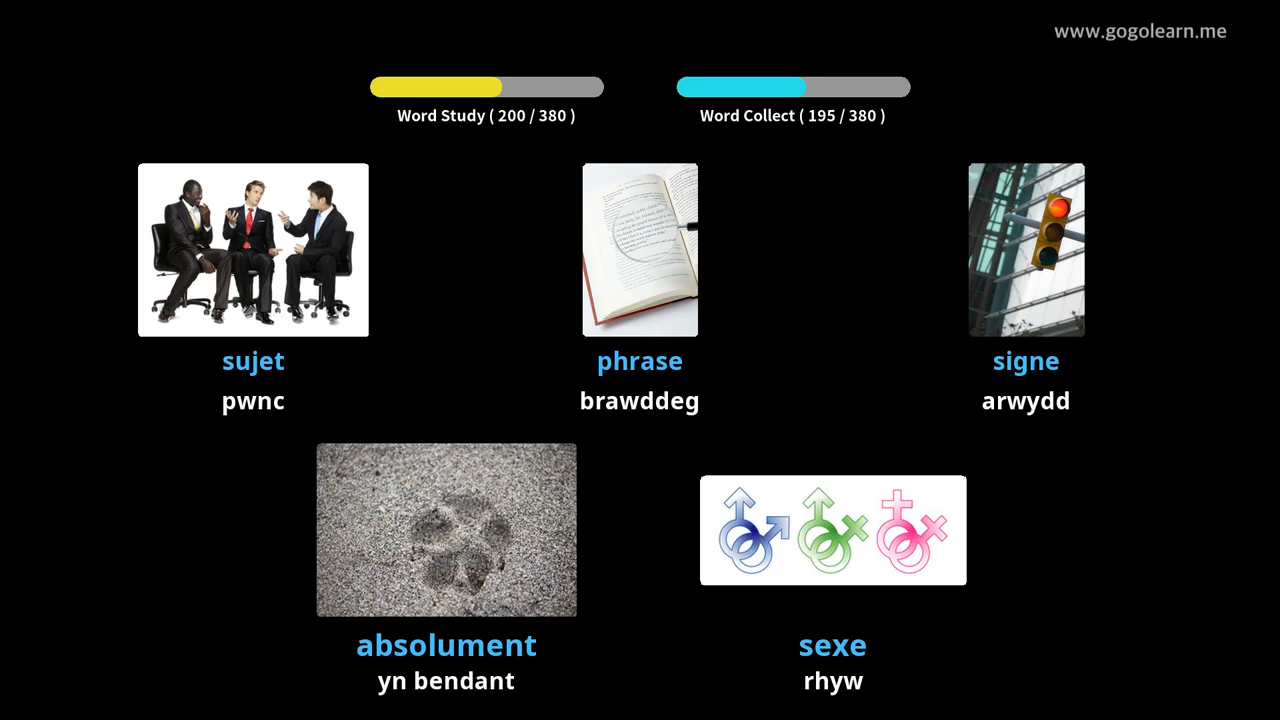 www.gogolearn.me
Word Study ( 200 / 380 )
Word Collect ( 195 / 380 )
sujet
phrase
signe
pwnc
brawddeg
arwydd
absolument
sexe
yn bendant
rhyw